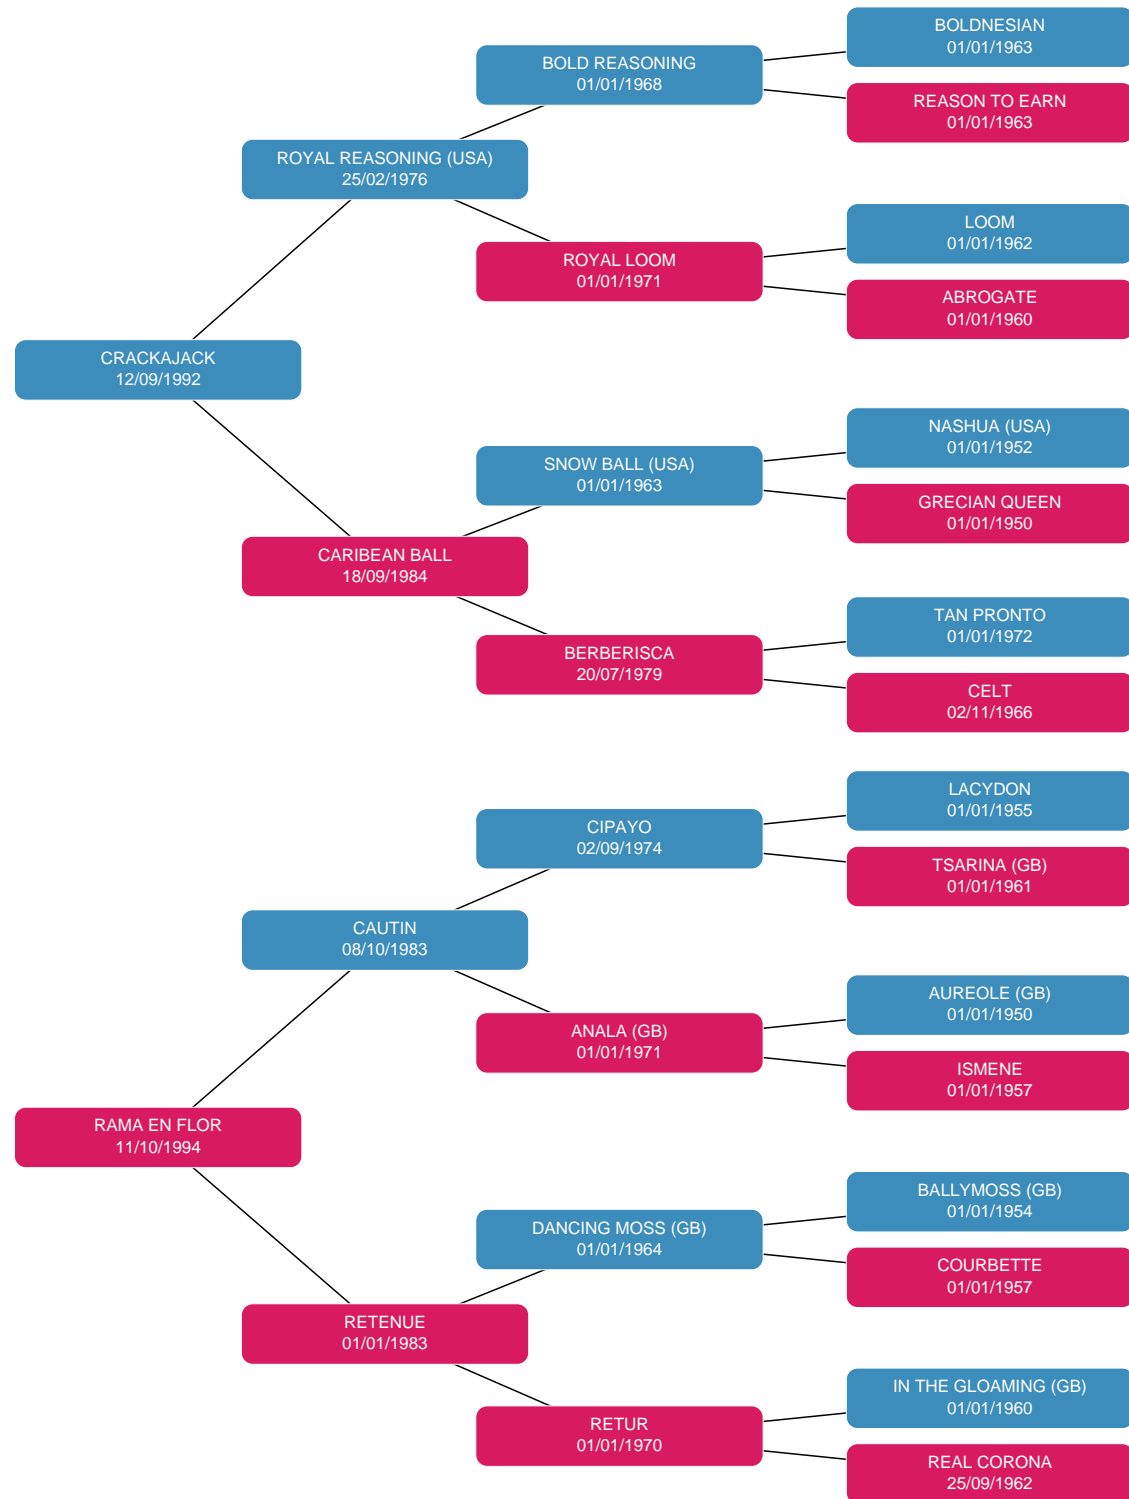 BOLDNESIAN
01/01/1963
BOLD REASONING
01/01/1968
REASON TO EARN
01/01/1963
ROYAL REASONING (USA)
25/02/1976
LOOM
01/01/1962
ROYAL LOOM
01/01/1971
ABROGATE
01/01/1960
CRACKAJACK
12/09/1992
NASHUA (USA)
01/01/1952
SNOW BALL (USA)
01/01/1963
GRECIAN QUEEN
01/01/1950
CARIBEAN BALL
18/09/1984
TAN PRONTO
01/01/1972
BERBERISCA
20/07/1979
CELT
02/11/1966
LACYDON
01/01/1955
CIPAYO
02/09/1974
TSARINA (GB)
01/01/1961
CAUTIN
08/10/1983
AUREOLE (GB)
01/01/1950
ANALA (GB)
01/01/1971
ISMENE
01/01/1957
RAMA EN FLOR
11/10/1994
BALLYMOSS (GB)
01/01/1954
DANCING MOSS (GB)
01/01/1964
COURBETTE
01/01/1957
RETENUE
01/01/1983
IN THE GLOAMING (GB)
01/01/1960
RETUR
01/01/1970
REAL CORONA
25/09/1962